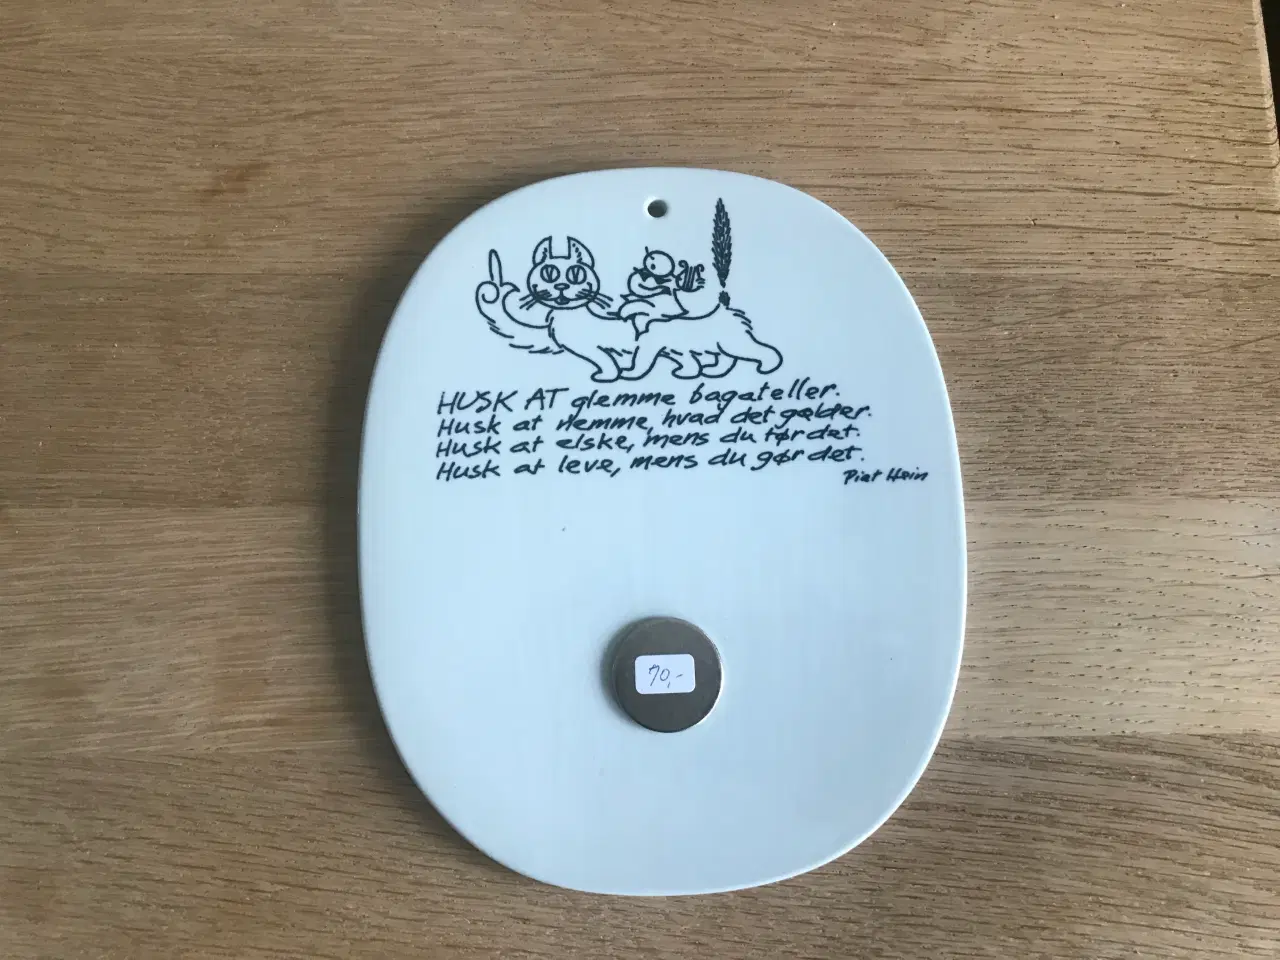 HUSK AT glemme bagateller.
Husk at nemme, hvad det gælder.
Husk at elske, mens du tør det.
Husk at leve, mens du gør det.
Piet Hein
70,-